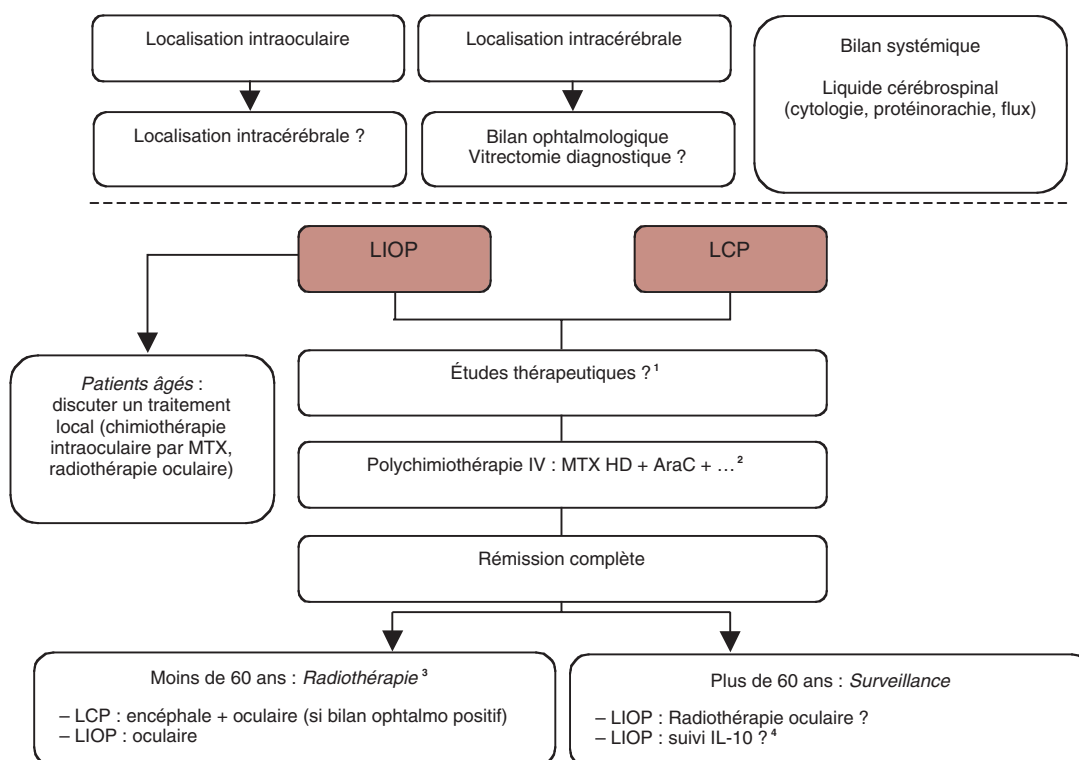 Localisation intraoculaire
Localisation intracérébrale
Bilan systémique
Liquide cérébrospinal
(cytologie, protéinorachie, flux)
Localisation intracérébrale ?
Bilan ophtalmologique
Vitrectomie diagnostique ?
LIOP
LCP
Patients âgés :
discuter un traitement
local (chimiothérapie
intraoculaire par MTX,
radiothérapie oculaire)
Études thérapeutiques ?¹
Polychimiothérapie IV : MTX HD + AraC + …²
Rémission complète
Moins de 60 ans : Radiothérapie ³
– LCP : encéphale + oculaire (si bilan ophtalmo positif)
– LIOP : oculaire
Plus de 60 ans : Surveillance
– LIOP : Radiothérapie oculaire ?
– LIOP : suivi IL-10 ?⁴